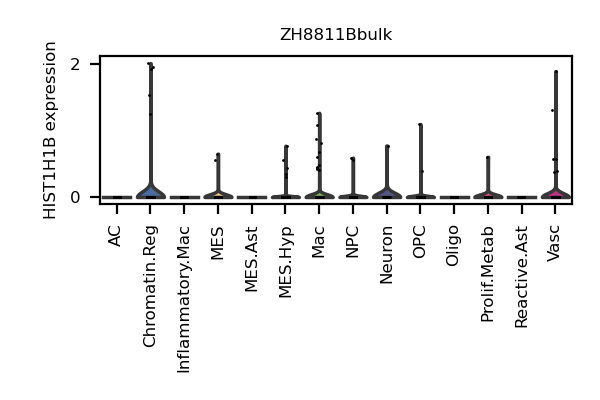 ZH8811Bbulk
HIST1H1B expression
2
0
AC
Chromatin.Reg
Inflammatory.Mac
MES
MES.Ast
MES.Hyp
Mac
NPC
Neuron
OPC
Oligo
Prolif.Metab
Reactive.Ast
Vasc